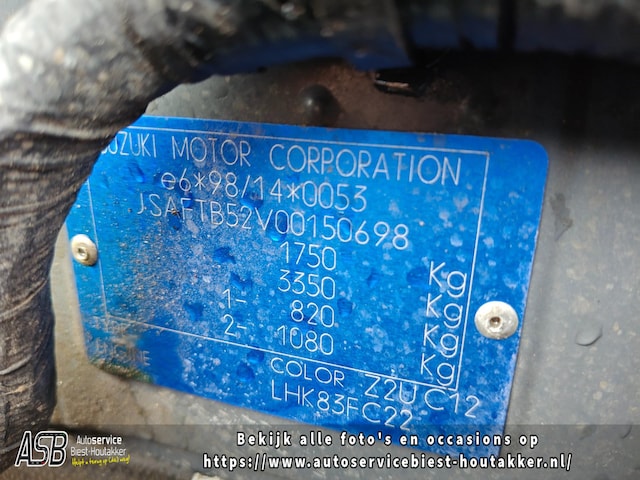 SUZUKI MOTOR CORPORATION
e6*98/14*0053
JSAFTB52V00150698
1750 Kg
3350 Kg
1- 820 Kg
2- 1080 Kg
COLOR Z2U C12
LHK83FC22
ASB Autoservice
Biest-Houtakker
Bekijk alle foto's en occasions op
https://www.autoservicebiest-houtakker.nl/